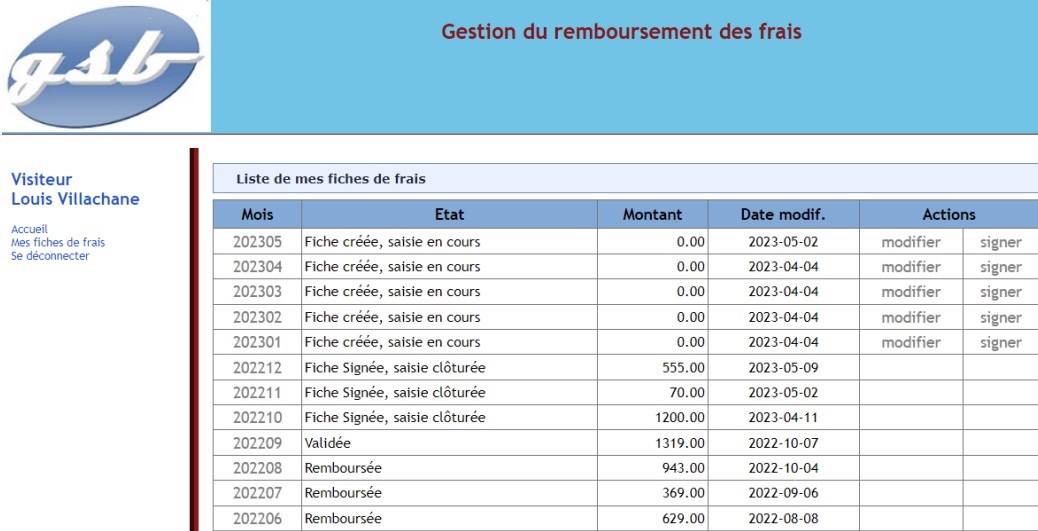 gsb
Gestion du remboursement des frais
Visiteur
Louis Villachane
Accueil
Mes fiches de frais
Se déconnecter
Liste de mes fiches de frais
Mois Etat Montant Date modif. Actions
202305 Fiche créée, saisie en cours 0.00 2023-05-02 modifier signer
202304 Fiche créée, saisie en cours 0.00 2023-04-04 modifier signer
202303 Fiche créée, saisie en cours 0.00 2023-04-04 modifier signer
202302 Fiche créée, saisie en cours 0.00 2023-04-04 modifier signer
202301 Fiche créée, saisie en cours 0.00 2023-04-04 modifier signer
202212 Fiche Signée, saisie clôturée 555.00 2023-05-09
202211 Fiche Signée, saisie clôturée 70.00 2023-05-02
202210 Fiche Signée, saisie clôturée 1200.00 2023-04-11
202209 Validée 1319.00 2022-10-07
202208 Remboursée 943.00 2022-10-04
202207 Remboursée 369.00 2022-09-06
202206 Remboursée 629.00 2022-08-08